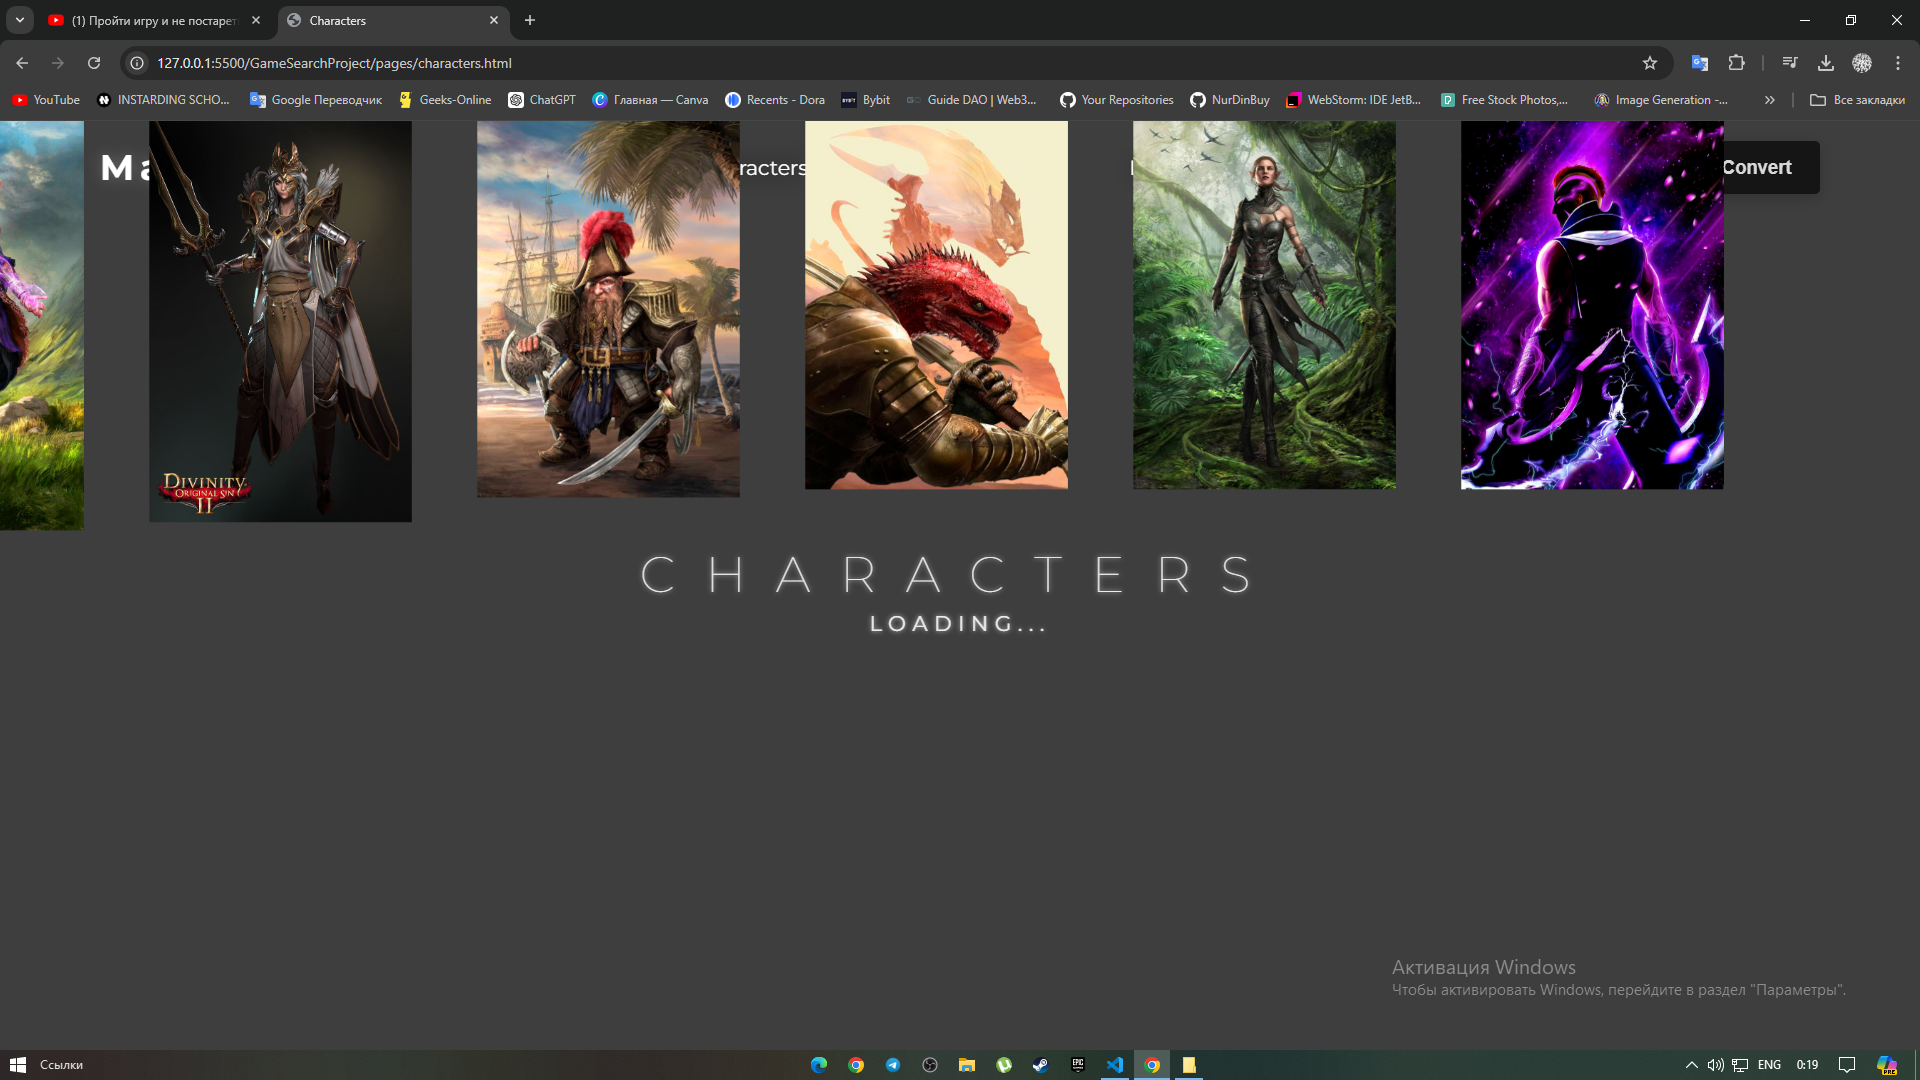 (1) Пройти игру и не постарет
Characters
127.0.0.1:5500/GameSearchProject/pages/characters.html
YouTube
INSTARDING SCHO...
Google Переводчик
Geeks-Online
ChatGPT
Главная — Canva
Recents - Dora
Bybit
Guide DAO | Web3...
Your Repositories
NurDinBuy
WebStorm: IDE JetB...
Free Stock Photos,...
Image Generation -...
Все закладки
Ma
racters
Convert
DIVINITY
ORIGINAL SIN
II
CHARACTERS
LOADING...
Активация Windows
Чтобы активировать Windows, перейдите в раздел "Параметры".
Ссылки
ENG
0:19